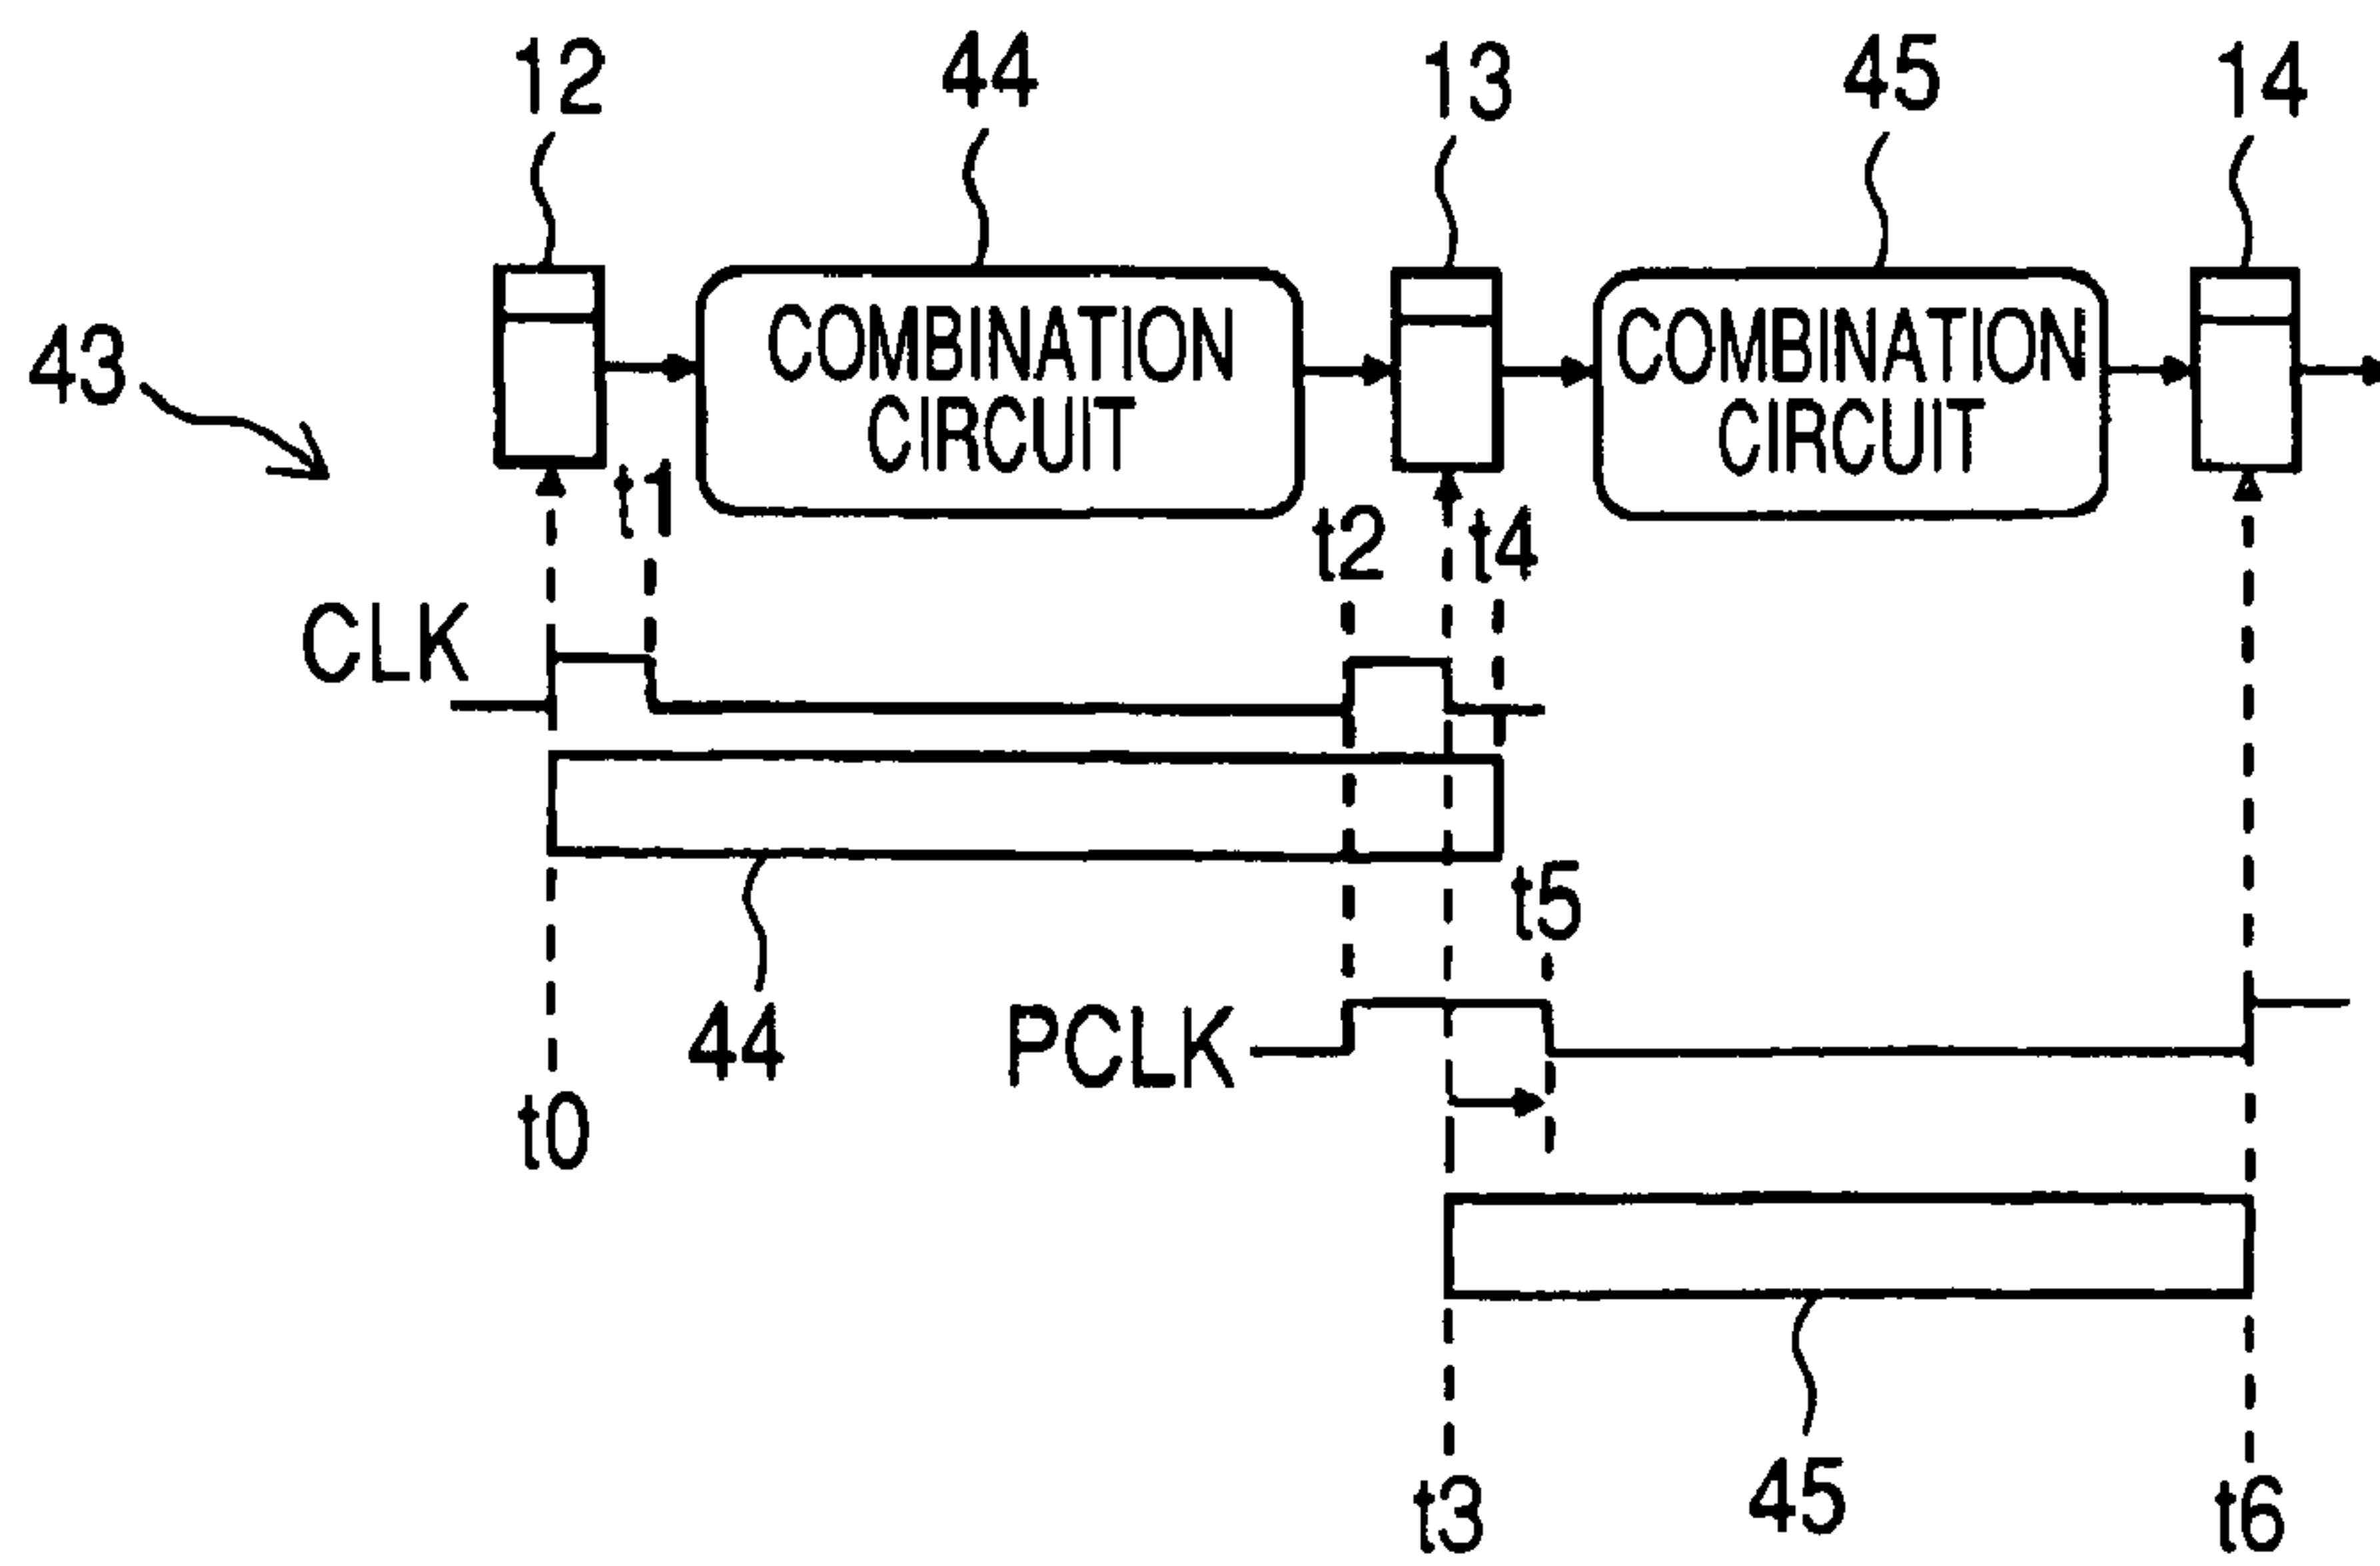 12
44
13
45
14
43
COMBINATION
CIRCUIT
COMBINATION
CIRCUIT
t1
t2
t4
CLK
t5
44
PCLK
t0
t3
45
t6